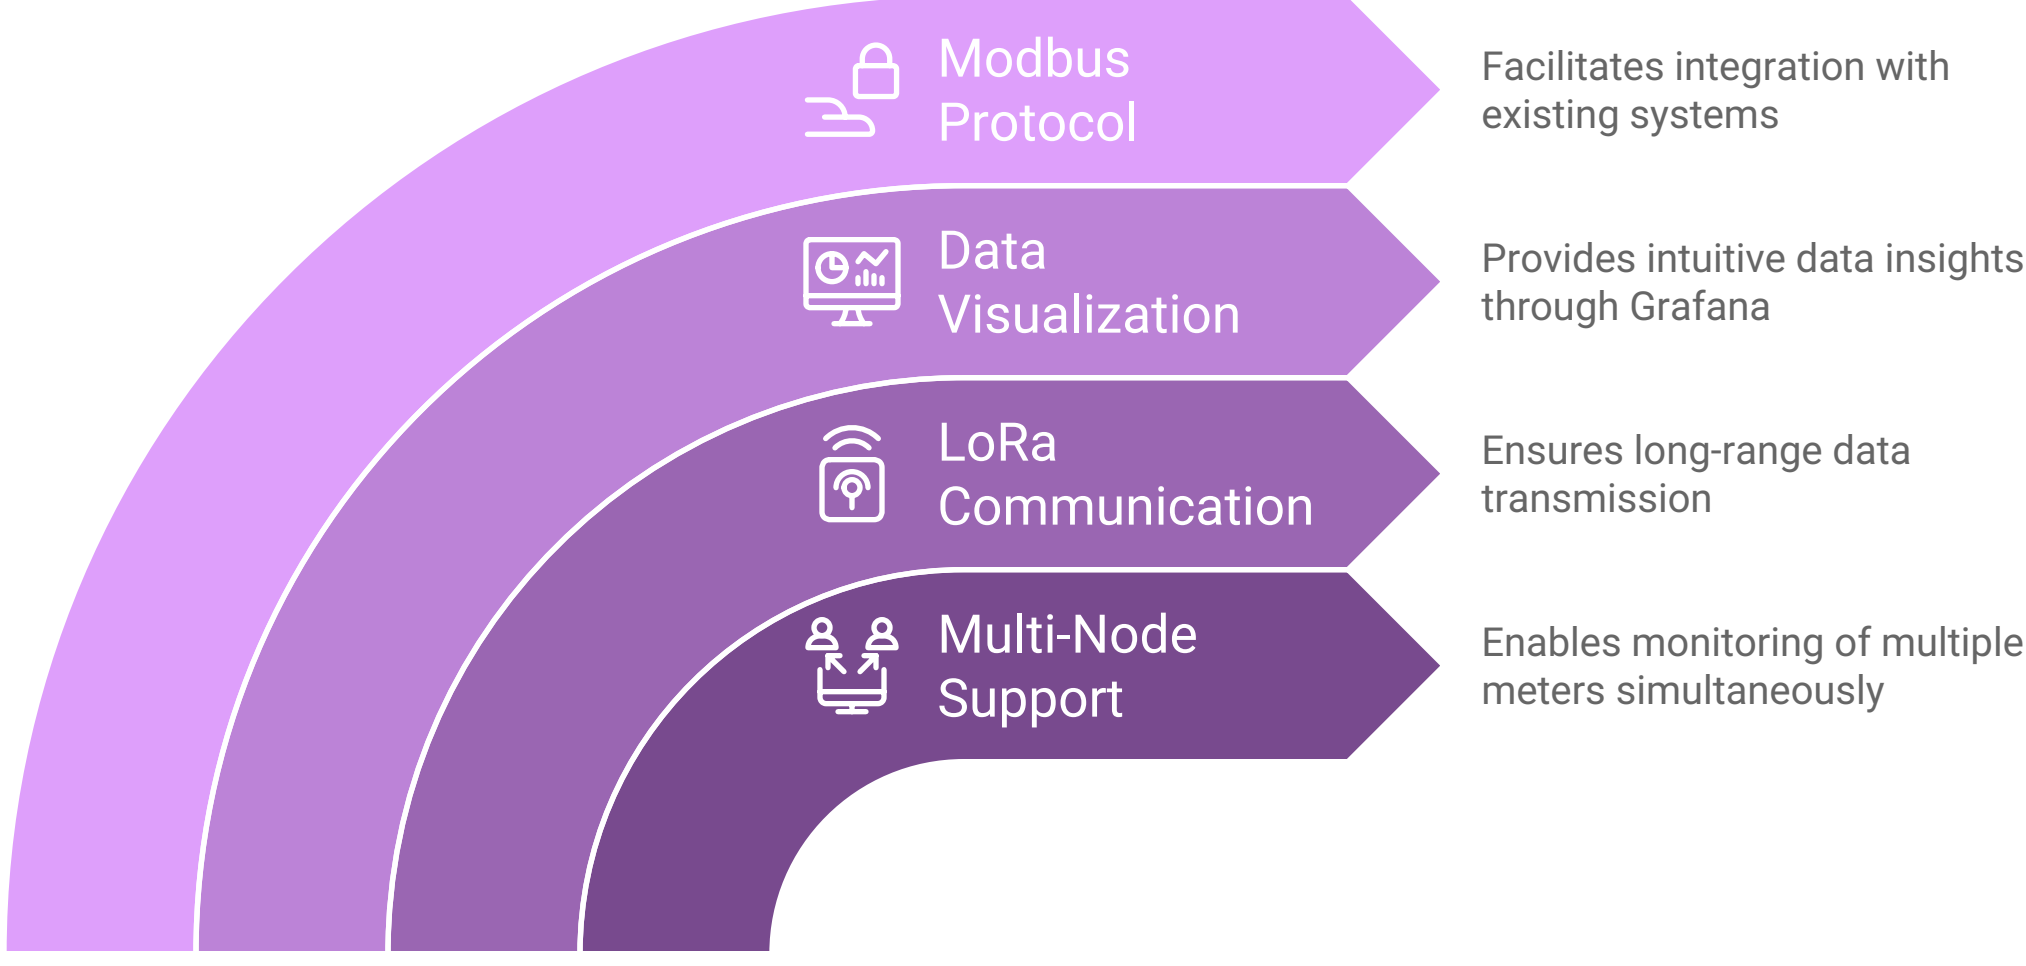 Modbus
Protocol
Facilitates integration with
existing systems
Data
Visualization
Provides intuitive data insights
through Grafana
LoRa
Communication
Ensures long-range data
transmission
Multi-Node
Support
Enables monitoring of multiple
meters simultaneously